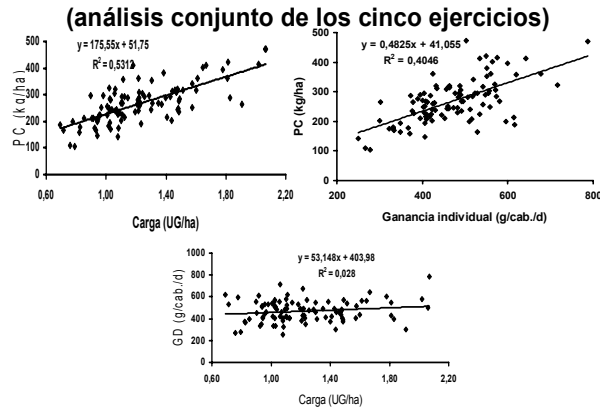 (análisis conjunto de los cinco ejercicios)
y = 175,55x + 51,75
R² = 0,5312
PC (kg/ha)
500
400
300
200
100
0
0,60 1,00 1,40 1,80 2,20
Carga (UG/ha)
y = 0,4825x + 41,055
R² = 0,4046
PC (kg/ha)
500
400
300
200
100
0
200 400 600 800
Ganancia individual (g/cab./d)
y = 53,148x + 403,98
R² = 0,028
GD (g/cab./d)
1000
800
600
400
200
0
0,60 1,00 1,40 1,80 2,20
Carga (UG/ha)